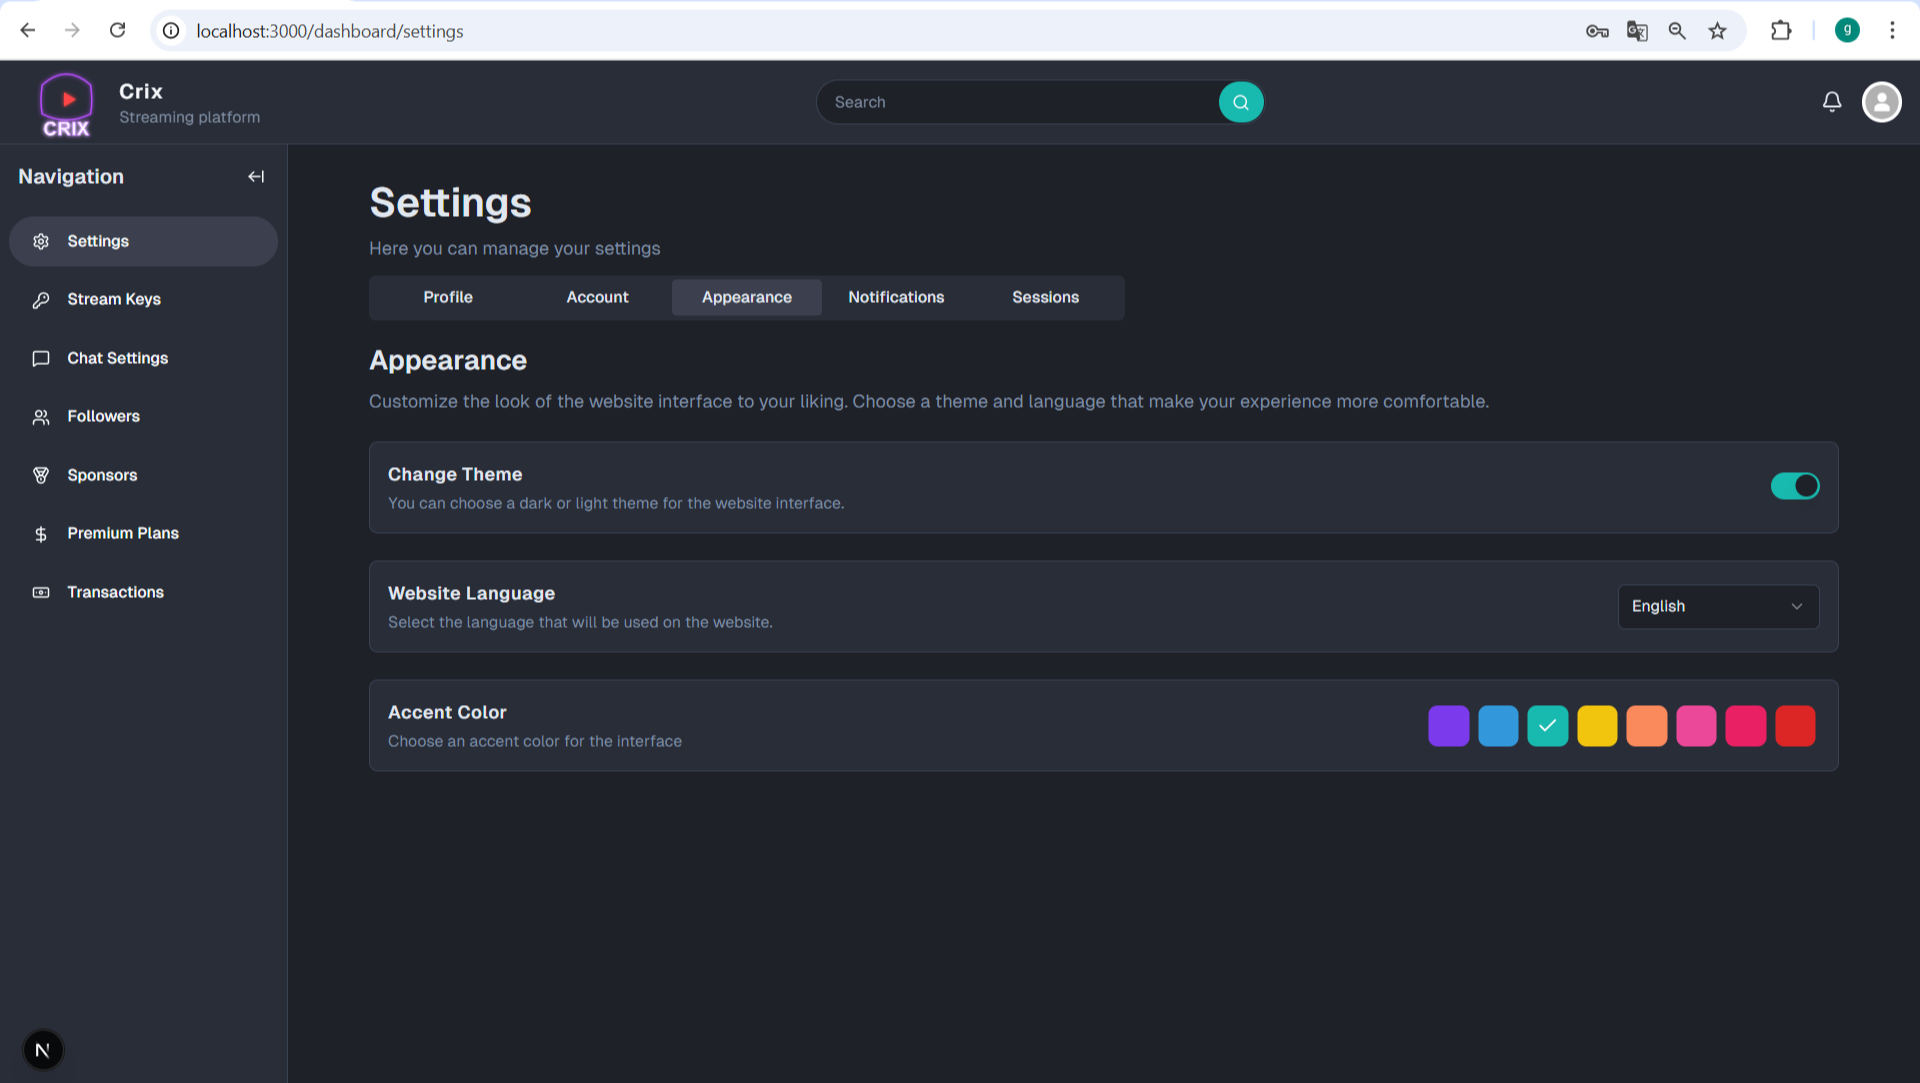 localhost:3000/dashboard/settings
g
CRIX
Crix
Streaming platform
Search
Navigation
Settings
Stream Keys
Chat Settings
Followers
Sponsors
Premium Plans
Transactions
N
Settings
Here you can manage your settings
Profile Account Appearance Notifications Sessions
Appearance
Customize the look of the website interface to your liking. Choose a theme and language that make your experience more comfortable.
Change Theme
You can choose a dark or light theme for the website interface.
Website Language
Select the language that will be used on the website.
English
Accent Color
Choose an accent color for the interface